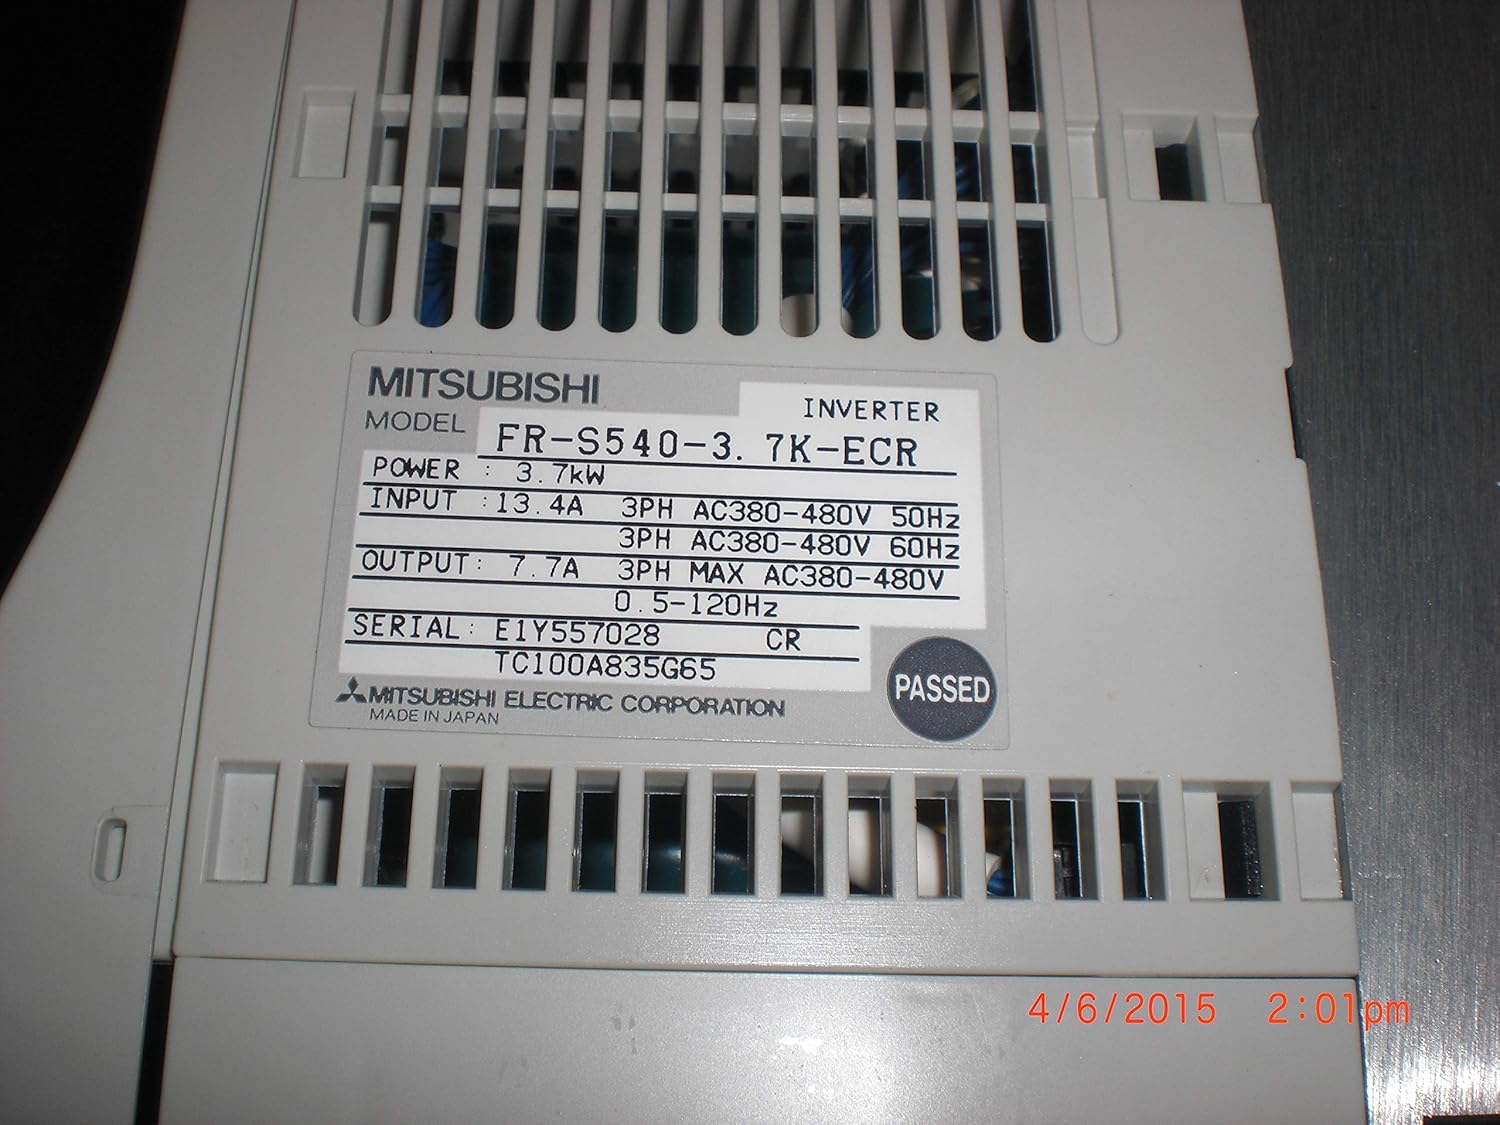 MITSUBISHI
INVERTER
MODEL FR-S540-3.7K-ECR
POWER : 3.7kW
INPUT :13.4A 3PH AC380-480V 50Hz
3PH AC380-480V 60Hz
OUTPUT: 7.7A 3PH MAX AC380-480V
0.5-120Hz
SERIAL: E1Y557028 CR
TC100A835G65
PASSED
MITSUBISHI ELECTRIC CORPORATION
MADE IN JAPAN
4/6/2015 2:01pm